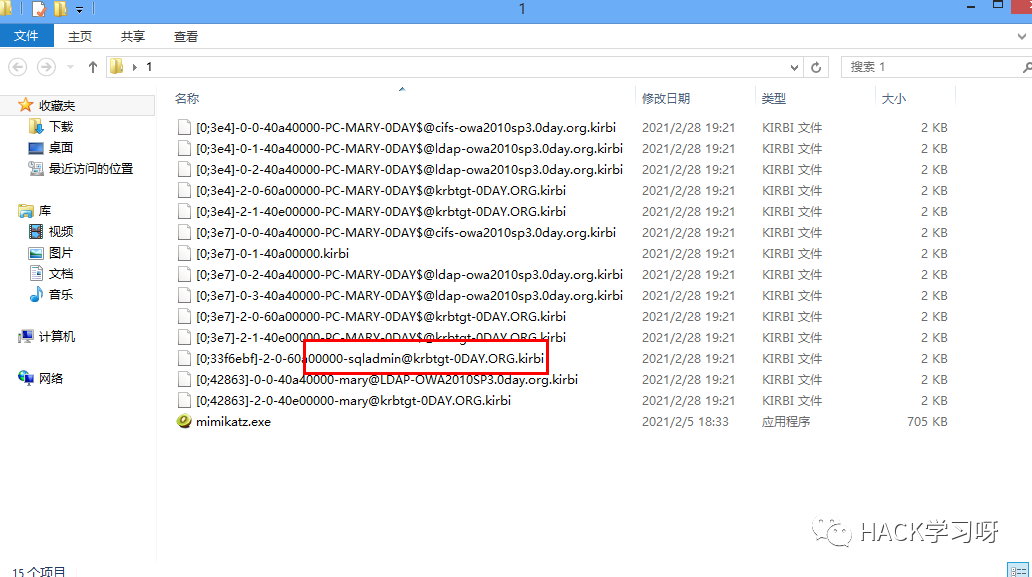 1
文件 主页 共享 查看
1 搜索 1
名称 修改日期 类型 大小
收藏夹
下载
桌面
最近访问的位置
库
视频
图片
文档
音乐
计算机
网络
[0;3e4]-0-0-40a40000-PC-MARY-0DAY$@cifs-owa2010sp3.0day.org.kirbi 2021/2/28 19:21 KIRBI 文件 2 KB
[0;3e4]-0-1-40a40000-PC-MARY-0DAY$@ldap-owa2010sp3.0day.org.kirbi 2021/2/28 19:21 KIRBI 文件 2 KB
[0;3e4]-0-2-40a40000-PC-MARY-0DAY$@ldap-owa2010sp3.0day.org.kirbi 2021/2/28 19:21 KIRBI 文件 2 KB
[0;3e4]-2-0-60a00000-PC-MARY-0DAY$@krbtgt-0DAY.ORG.kirbi 2021/2/28 19:21 KIRBI 文件 2 KB
[0;3e4]-2-1-40e00000-PC-MARY-0DAY$@krbtgt-0DAY.ORG.kirbi 2021/2/28 19:21 KIRBI 文件 2 KB
[0;3e7]-0-0-40a40000-PC-MARY-0DAY$@cifs-owa2010sp3.0day.org.kirbi 2021/2/28 19:21 KIRBI 文件 2 KB
[0;3e7]-0-1-40a00000.kirbi 2021/2/28 19:21 KIRBI 文件 2 KB
[0;3e7]-0-2-40a40000-PC-MARY-0DAY$@ldap-owa2010sp3.0day.org.kirbi 2021/2/28 19:21 KIRBI 文件 2 KB
[0;3e7]-0-3-40a40000-PC-MARY-0DAY$@ldap-owa2010sp3.0day.org.kirbi 2021/2/28 19:21 KIRBI 文件 2 KB
[0;3e7]-2-0-60a00000-PC-MARY-0DAY$@krbtgt-0DAY.ORG.kirbi 2021/2/28 19:21 KIRBI 文件 2 KB
[0;3e7]-2-1-40e00000-PC-MARY-0DAY$@krbtgt-0DAY.ORG.kirbi 2021/2/28 19:21 KIRBI 文件 2 KB
[0;33f6ebf]-2-0-60a00000-sqladmin@krbtgt-0DAY.ORG.kirbi 2021/2/28 19:21 KIRBI 文件 2 KB
[0;42863]-0-0-40a40000-mary@LDAP-OWA2010SP3.0day.org.kirbi 2021/2/28 19:21 KIRBI 文件 2 KB
[0;42863]-2-0-40e00000-mary@krbtgt-0DAY.ORG.kirbi 2021/2/28 19:21 KIRBI 文件 2 KB
mimikatz.exe 2021/2/5 18:33 应用程序 705 KB
HACK学习呀
15 个项目